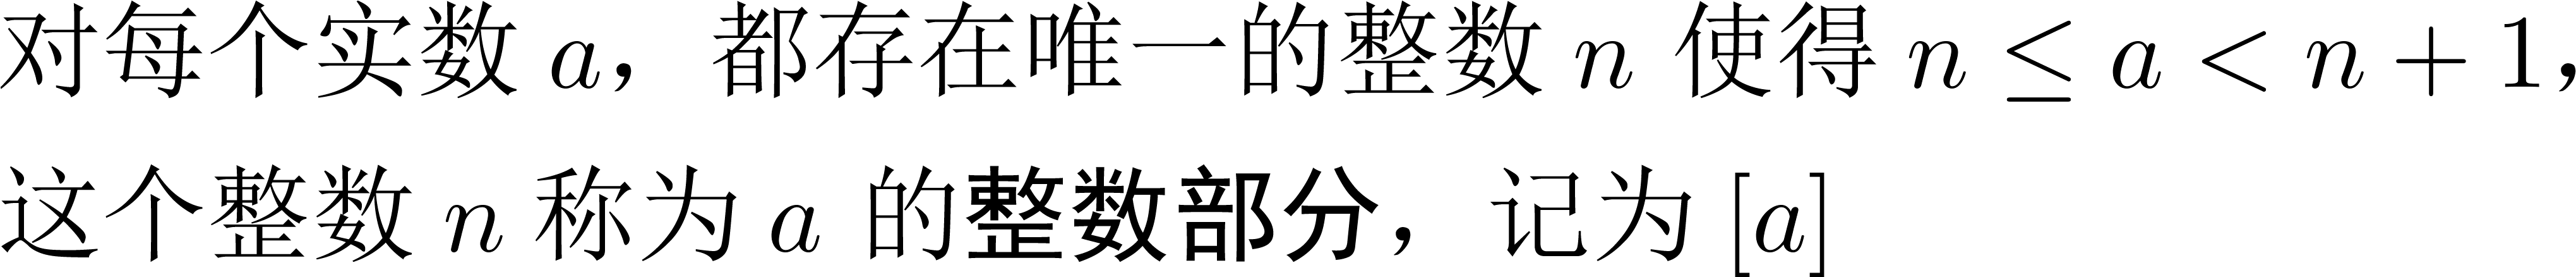 对每个实数 a，都存在唯一的整数 n 使得 n ≤ a < n + 1，
这个整数 n 称为 a 的整数部分，记为 [a]